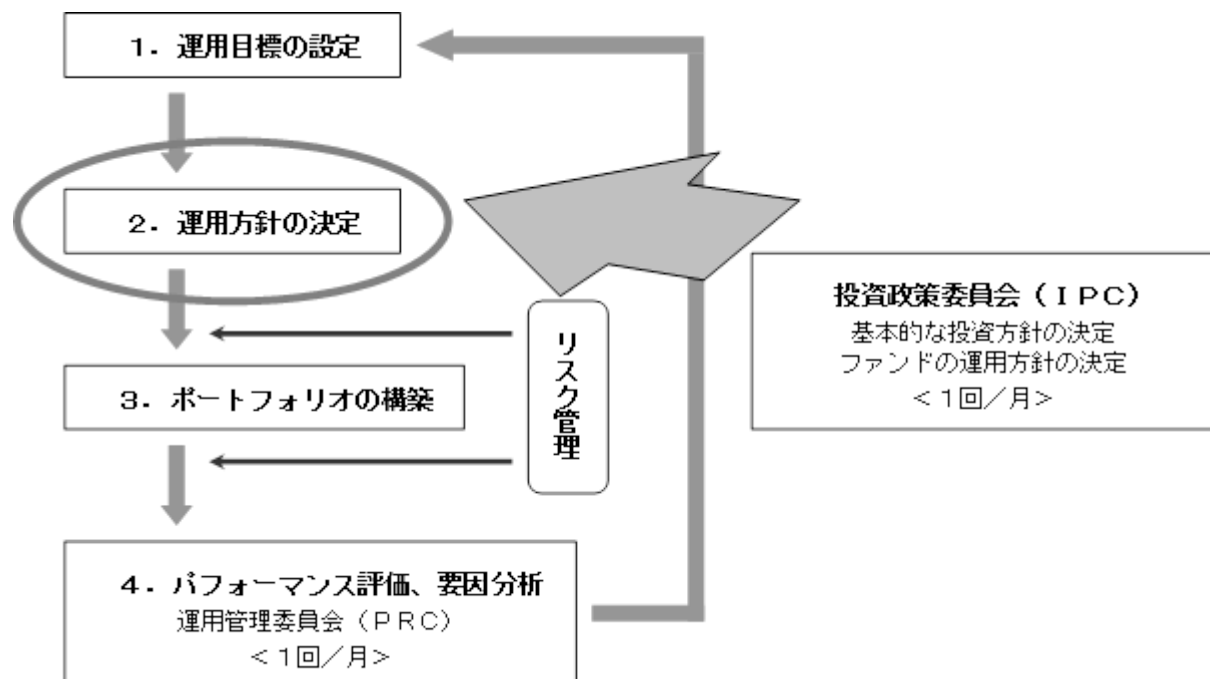 １．運用目標の設定
２．運用方針の決定
投資政策委員会（ＩＰＣ）
基本的な投資方針の決定
ファンドの運用方針の決定
＜１回／月＞
リスク管理
３．ポートフォリオの構築
４．パフォーマンス評価、要因分析
運用管理委員会（ＰＲＣ）
＜１回／月＞